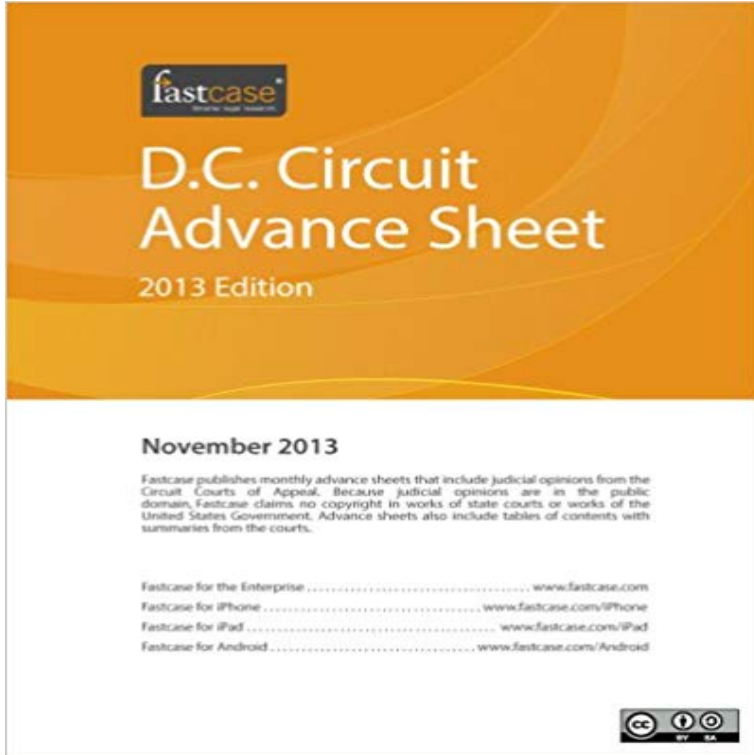 fastcase®
D.C. Circuit
Advance Sheet
2013 Edition
November 2013
Fastcase publishes monthly advance sheets that include judicial opinions from the
Circuit Courts of Appeal. Because judicial opinions are in the public
domain, Fastcase claims no copyright in works of state courts or works of the
United States Government. Advance sheets also include tables of contents with
summaries from the courts.
Fastcase for the Enterprise ..................................... www.fastcase.com
Fastcase for iPhone ..................................... www.fastcase.com/iPhone
Fastcase for iPad ..................................... www.fastcase.com/iPad
Fastcase for Android ..................................... www.fastcase.com/Android
cc
BY SA